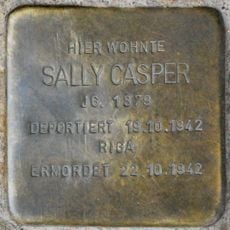 HIER WOHNTE
SALLY CASPER
JG. 1879
DEPORTIERT 19.10.1942
RIGA
ERMORDET 22.10.1942